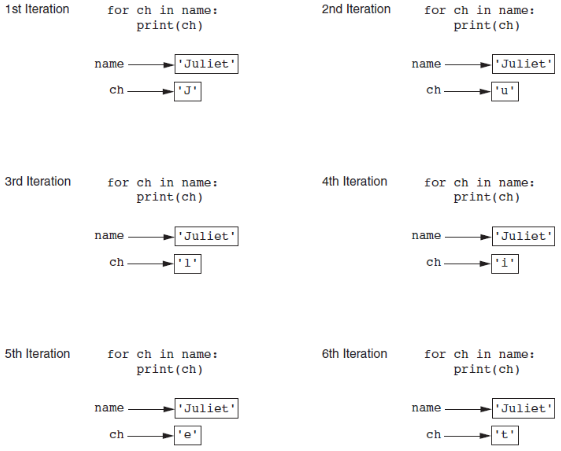 1st Iteration
for ch in name:
print(ch)
name
'Juliet'
ch
'J'
2nd Iteration
for ch in name:
print(ch)
name
'Juliet'
ch
'u'
3rd Iteration
for ch in name:
print(ch)
name
'Juliet'
ch
'l'
4th Iteration
for ch in name:
print(ch)
name
'Juliet'
ch
'i'
5th Iteration
for ch in name:
print(ch)
name
'Juliet'
ch
'e'
6th Iteration
for ch in name:
print(ch)
name
'Juliet'
ch
't'